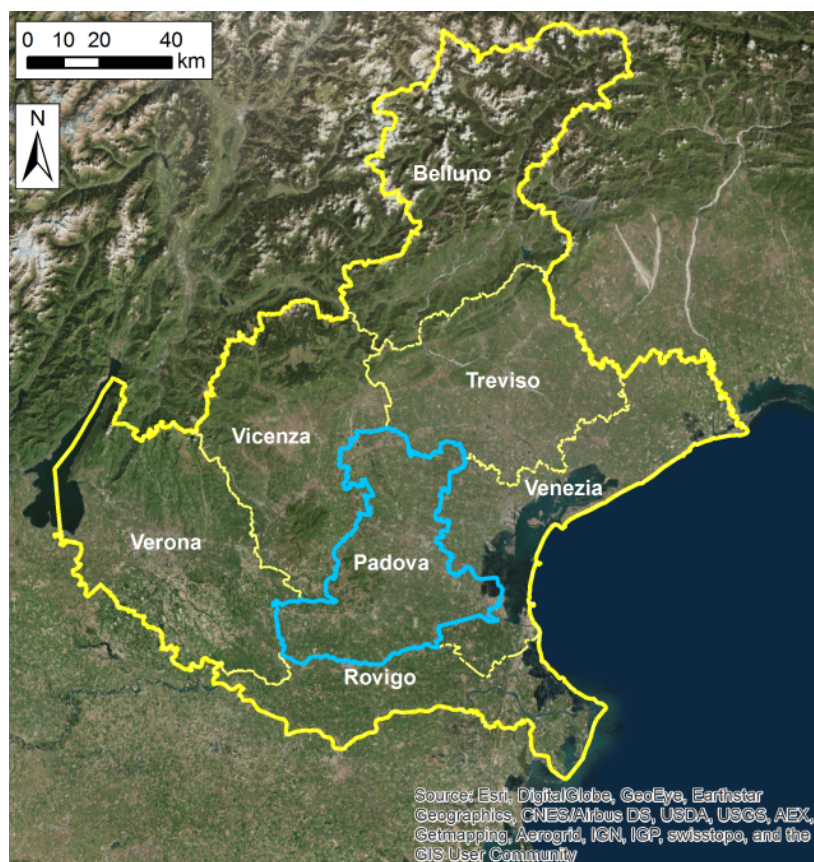 0 10 20 40
km
N
Belluno
Treviso
Vicenza
Venezia
Verona
Padova
Rovigo
Source: Esri, DigitalGlobe, GeoEye, Earthstar
Geographics, CNES/Airbus DS, USDA, USGS, AEX,
Getmapping, Aerogrid, IGN, IGP, swisstopo, and the
GIS User Community